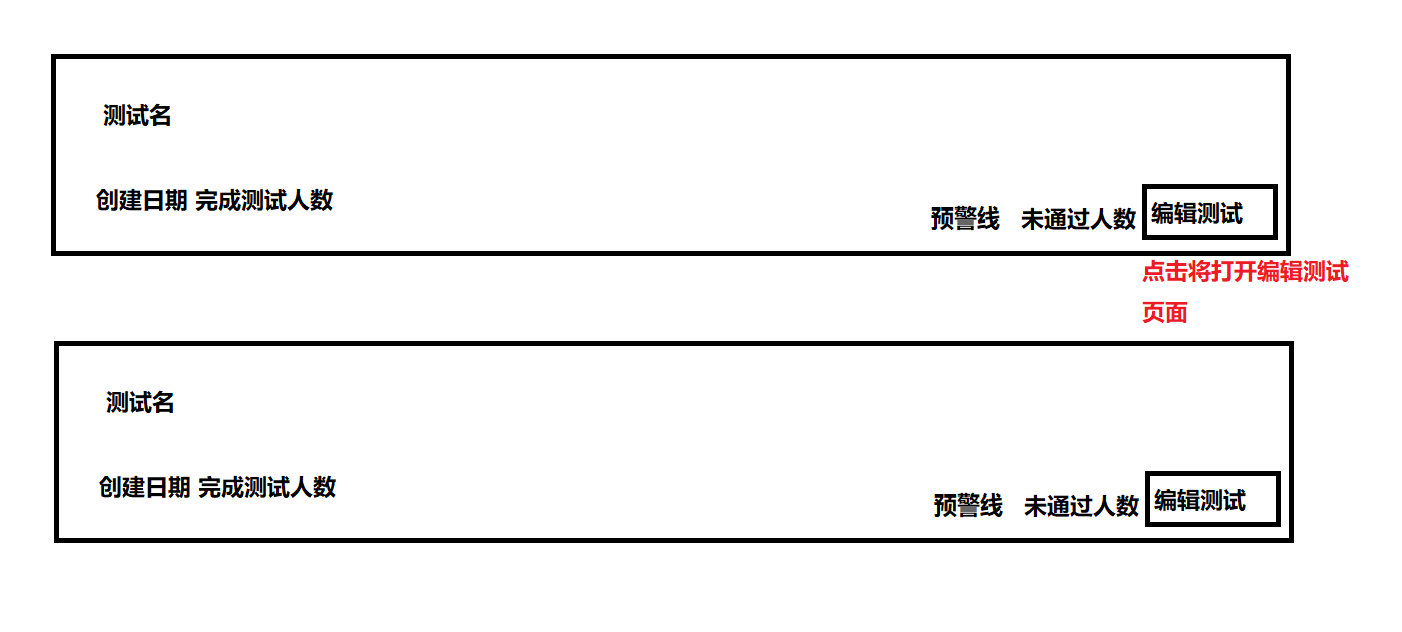 测试名
创建日期 完成测试人数
预警线 未通过人数 编辑测试
点击将打开编辑测试
页面
测试名
创建日期 完成测试人数
预警线 未通过人数 编辑测试